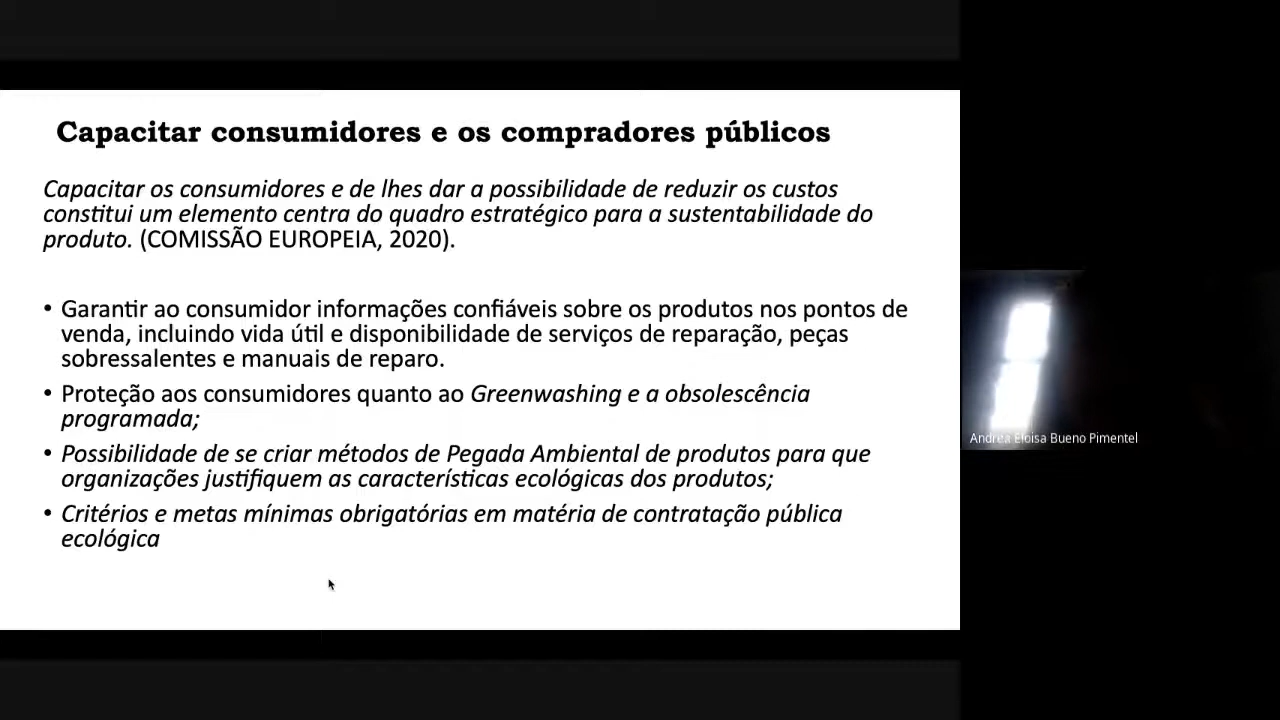 Capacitar consumidores e os compradores públicos
Capacitar os consumidores e de lhes dar a possibilidade de reduzir os custos
constitui um elemento centra do quadro estratégico para a sustentabilidade do
produto. (COMISSÃO EUROPEIA, 2020).
• Garantir ao consumidor informações confiáveis sobre os produtos nos pontos de
venda, incluindo vida útil e disponibilidade de serviços de reparação, peças
sobressalentes e manuais de reparo.
• Proteção aos consumidores quanto ao Greenwashing e a obsolescência
programada;
• Possibilidade de se criar métodos de Pegada Ambiental de produtos para que
organizações justifiquem as características ecológicas dos produtos;
• Critérios e metas mínimas obrigatórias em matéria de contratação pública
ecológica
Andrea Eloisa Bueno Pimentel